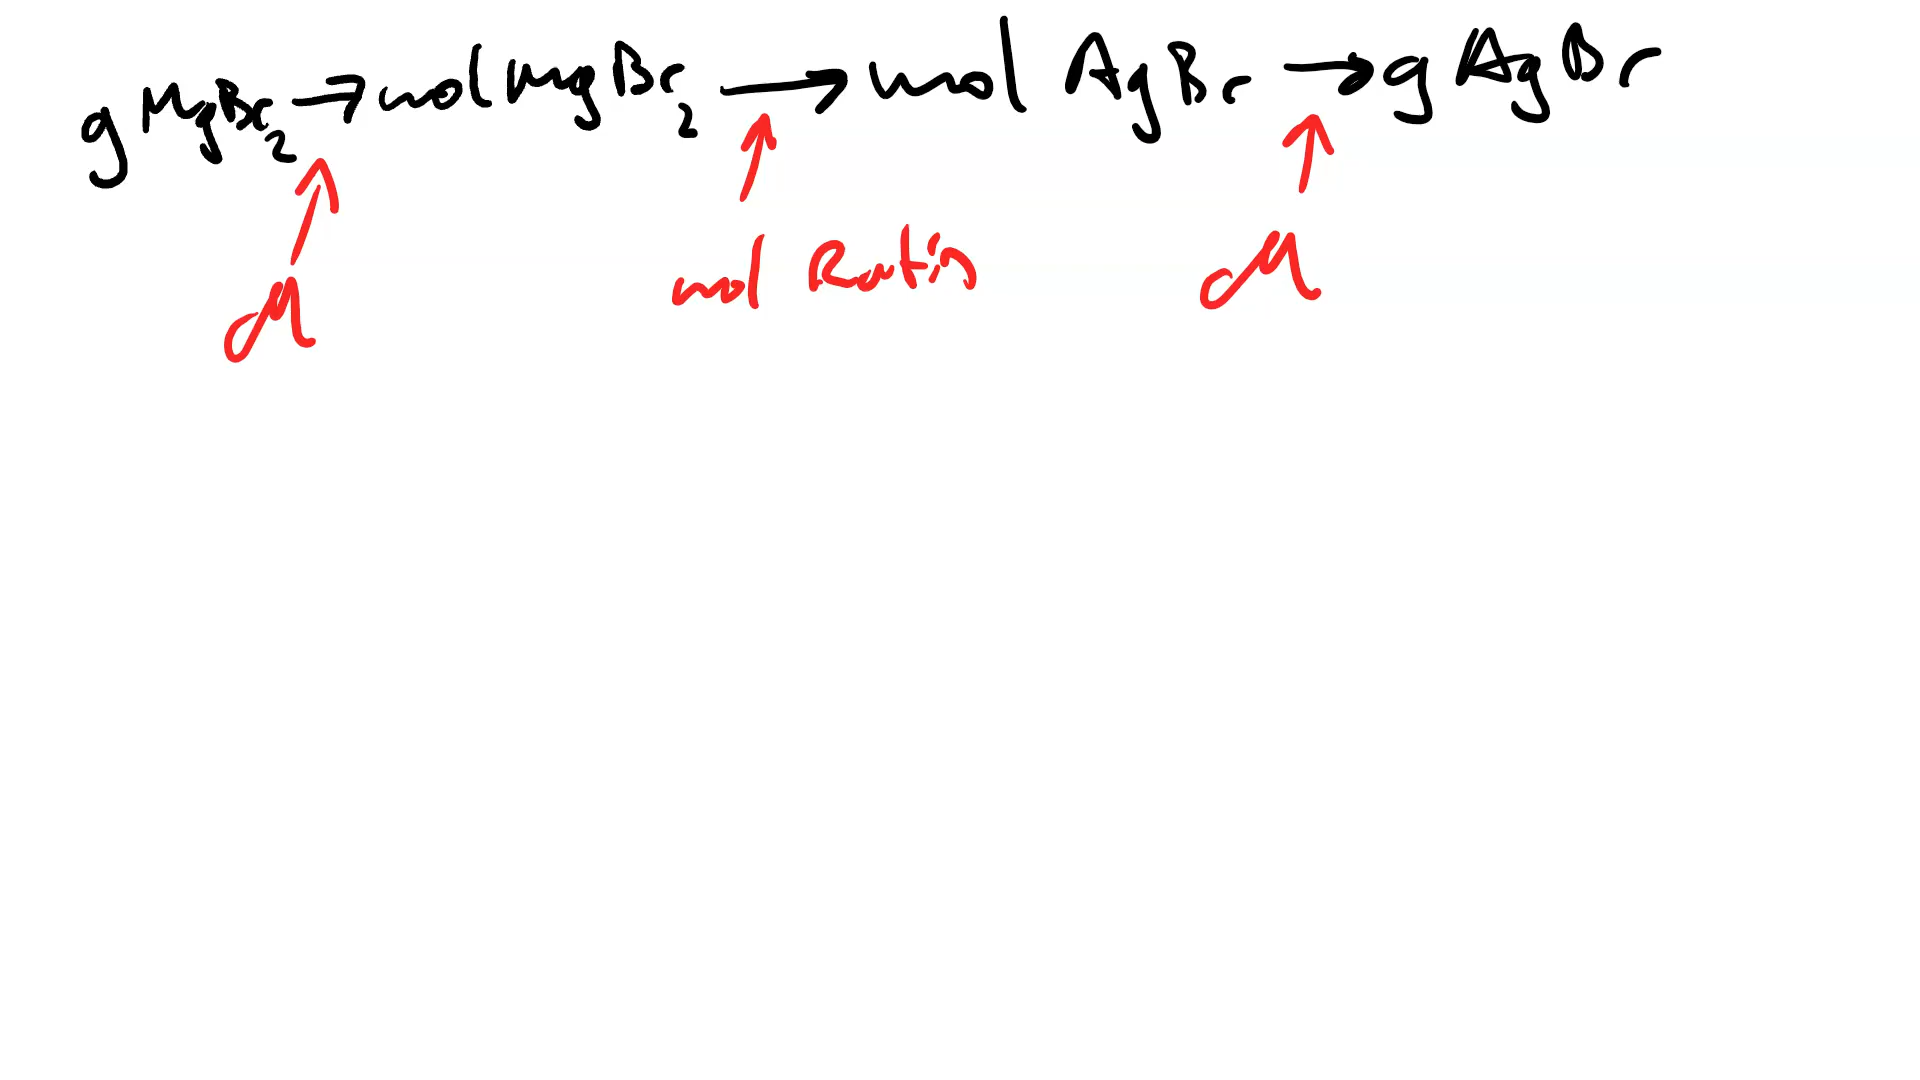 g MgBr₂ → mol MgBr₂ → mol AgBr → g AgBr
M mol Ratio M